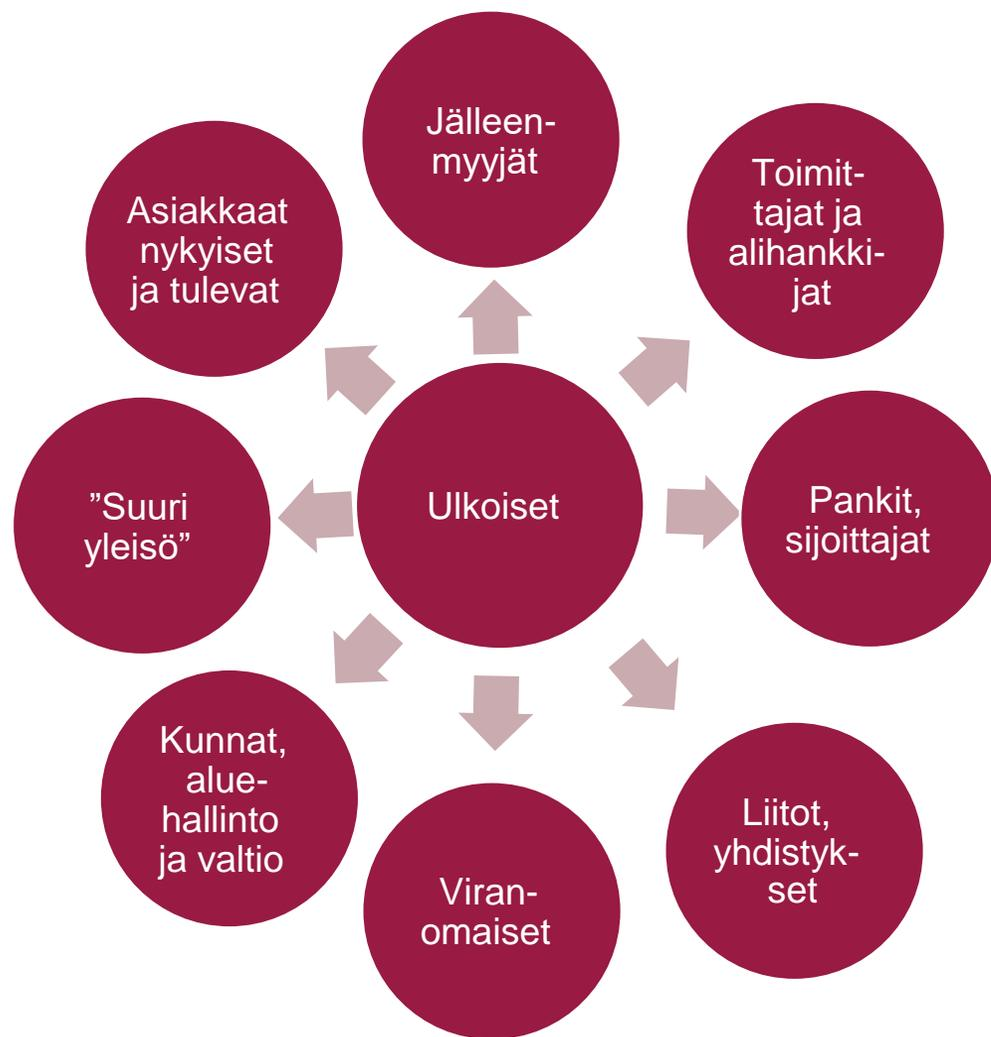 Jälleen-
myyjät
Toimit-
tajat ja
alihankki-
jat
Pankit,
sijoittajat
Liitot,
yhdistyk-
set
Viran-
omaiset
Kunnat,
alue-
hallinto
ja valtio
”Suuri
yleisö”
Asiakkaat
nykyiset
ja tulevat
Ulkoiset